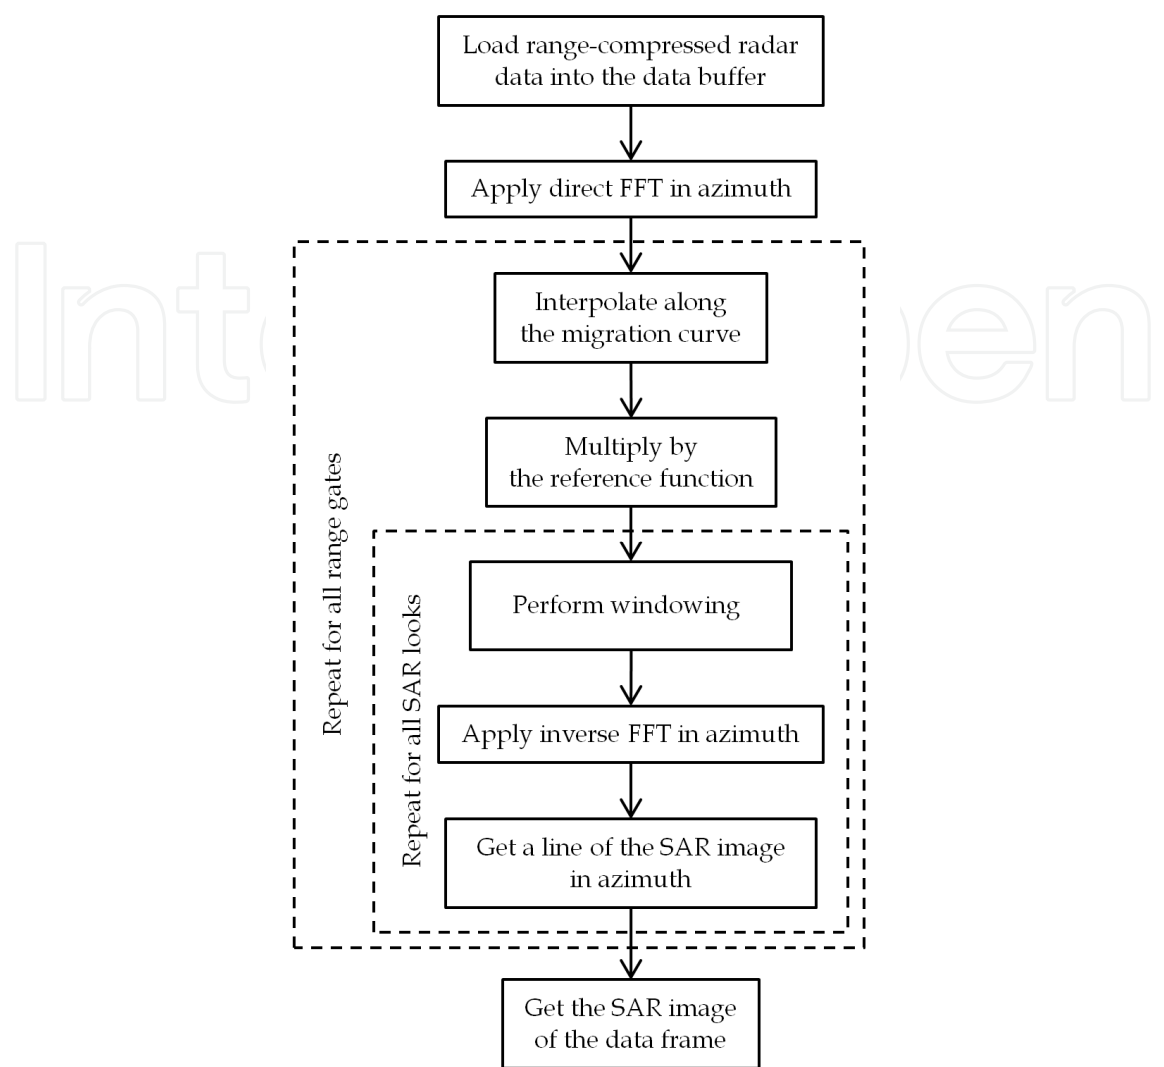 Load range-compressed radar
data into the data buffer
Apply direct FFT in azimuth
Interpolate along
the migration curve
Multiply by
the reference function
Repeat for all range gates
Perform windowing
Repeat for all SAR looks
Apply inverse FFT in azimuth
Get a line of the SAR image
in azimuth
Get the SAR image
of the data frame